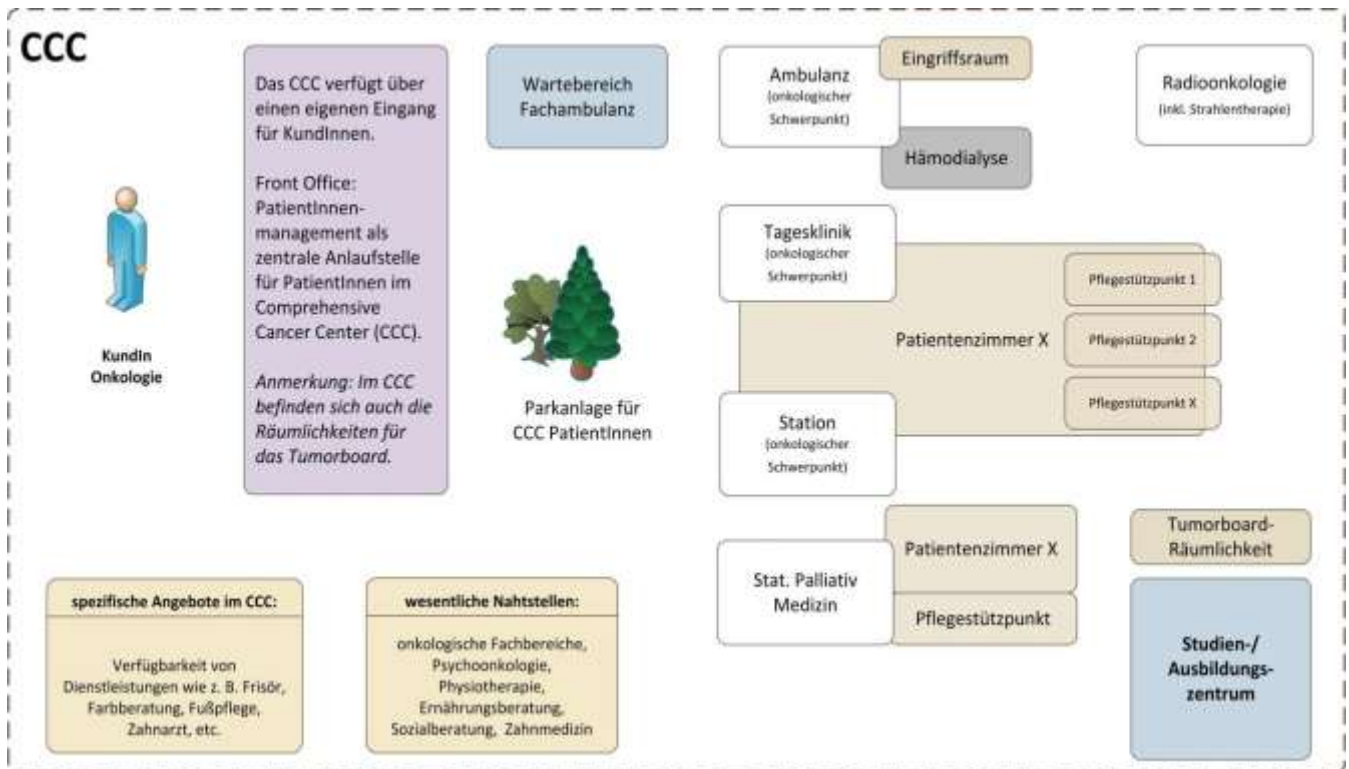 CCC
Das CCC verfügt über
einen eigenen Eingang
für KundInnen.
Front Office:
PatientInnen-
management als
zentrale Anlaufstelle
für PatientInnen im
Comprehensive
Cancer Center (CCC).
Anmerkung: Im CCC
befinden sich auch die
Räumlichkeiten für
das Tumorboard.
KundIn
Onkologie
Wartebereich
Fachambulanz
Parkanlage für
CCC PatientInnen
Ambulanz
(onkologischer
Schwerpunkt)
Eingriffsraum
Hämodialyse
Radioonkologie
(inkl. Strahlentherapie)
Tagesklinik
(onkologischer
Schwerpunkt)
Patientenzimmer X
Pflegestützpunkt 1
Pflegestützpunkt 2
Pflegestützpunkt X
Station
(onkologischer
Schwerpunkt)
Stat. Palliativ
Medizin
Patientenzimmer X
Pflegestützpunkt
Tumorboard-
Räumlichkeit
Studien-/
Ausbildungs-
zentrum
spezifische Angebote im CCC:
Verfügbarkeit von
Dienstleistungen wie z. B. Frisör,
Farbberatung, Fußpflege,
Zahnarzt, etc.
wesentliche Nahtstellen:
onkologische Fachbereiche,
Psychoonkologie,
Physiotherapie,
Ernährungsberatung,
Sozialberatung, Zahnmedizin